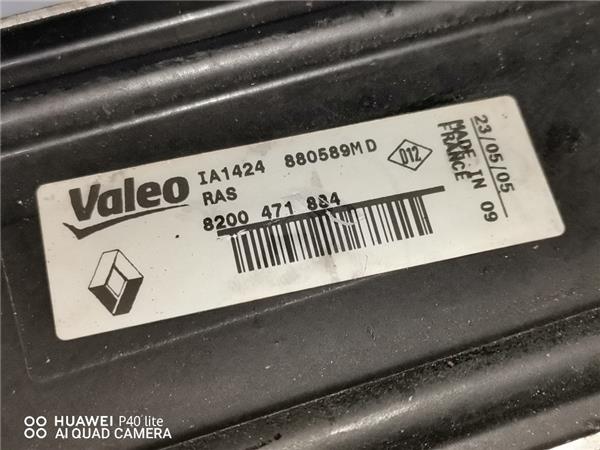 Valeo
IA1424 880589MD
RAS
8200 471 884
D12
23/05/05
MADE IN 09
FRANCE
HUAWEI P40 lite
AI QUAD CAMERA